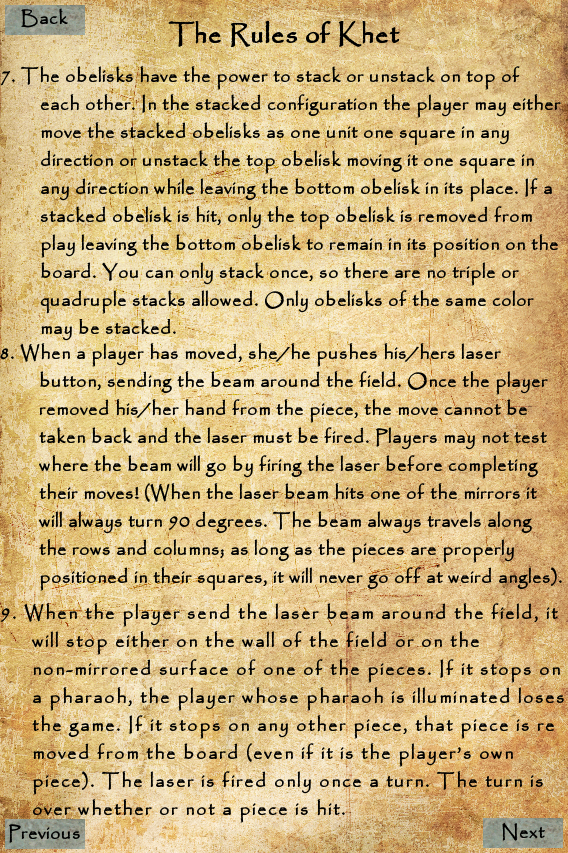 Back
The Rules of Khet
7. The obelisks have the power to stack or unstack on top of
each other. In the stacked configuration the player may either
move the stacked obelisks as one unit one square in any
direction or unstack the top obelisk moving it one square in
any direction while leaving the bottom obelisk in its place. If a
stacked obelisk is hit, only the top obelisk is removed from
play leaving the bottom obelisk to remain in its position on the
board. You can only stack once, so there are no triple or
quadruple stacks allowed. Only obelisks of the same color
may be stacked.
8. When a player has moved, she/he pushes his/hers laser
button, sending the beam around the field. Once the player
removed his/her hand from the piece, the move cannot be
taken back and the laser must be fired. Players may not test
where the beam will go by firing the laser before completing
their moves! (When the laser beam hits one of the mirrors it
will always turn 90 degrees. The beam always travels along
the rows and columns; as long as the pieces are properly
positioned in their squares, it will never go off at weird angles).
9. When the player send the laser beam around the field, it
will stop either on the wall of the field or on the
non-mirrored surface of one of the pieces. If it stops on
a pharaoh, the player whose pharaoh is illuminated loses
the game. If it stops on any other piece, that piece is re
moved from the board (even if it is the player's own
piece). The laser is fired only once a turn. The turn is
over whether or not a piece is hit.
Previous
Next